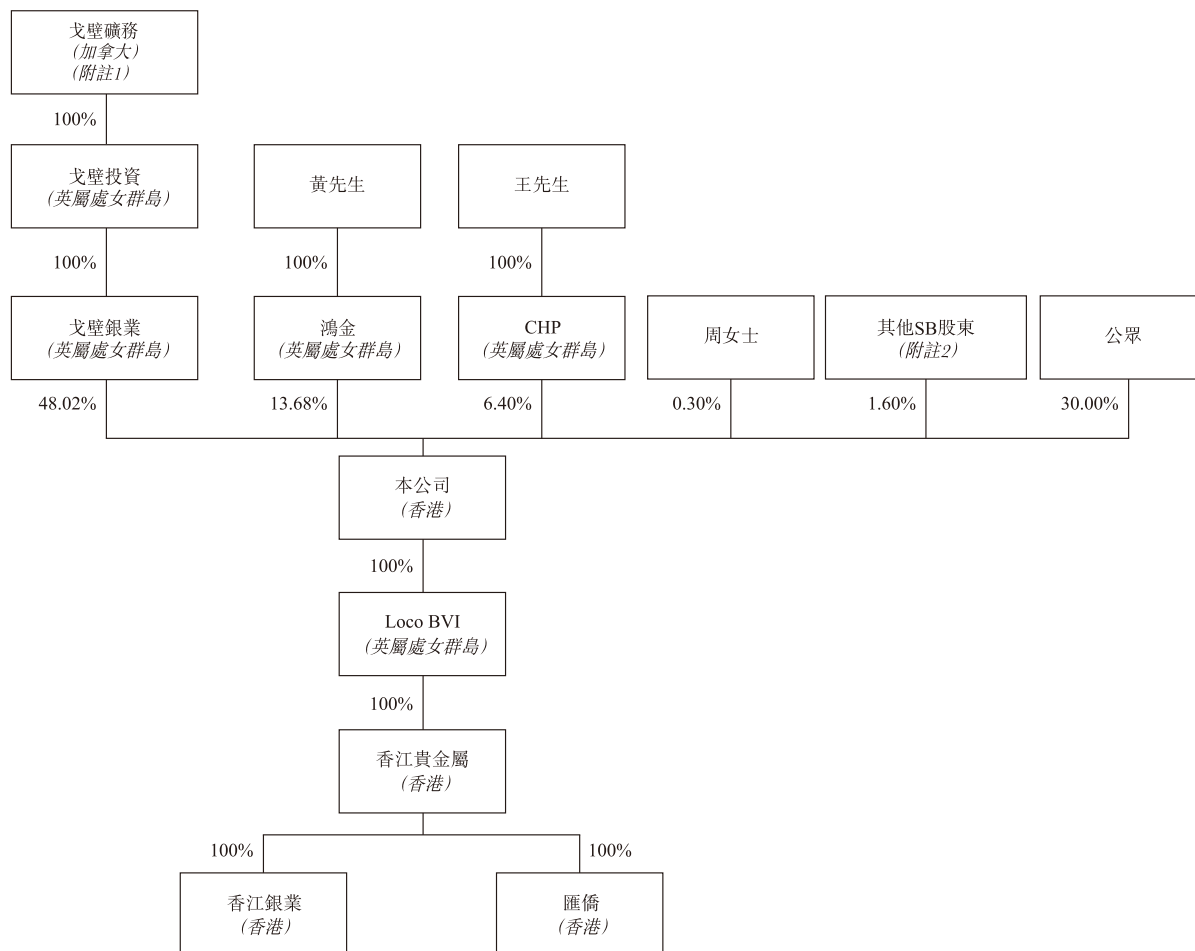 戈壁礦務
(加拿大)
(附註1)
100%
戈壁投資
(英屬處女群島)
黃先生
王先生
100%
100%
100%
戈壁銀業
(英屬處女群島)
鴻金
(英屬處女群島)
CHP
(英屬處女群島)
周女士
其他SB股東
(附註2)
公眾
48.02%
13.68%
6.40%
0.30%
1.60%
30.00%
本公司
(香港)
100%
Loco BVI
(英屬處女群島)
100%
香江貴金屬
(香港)
100%
100%
香江銀業
(香港)
匯僑
(香港)